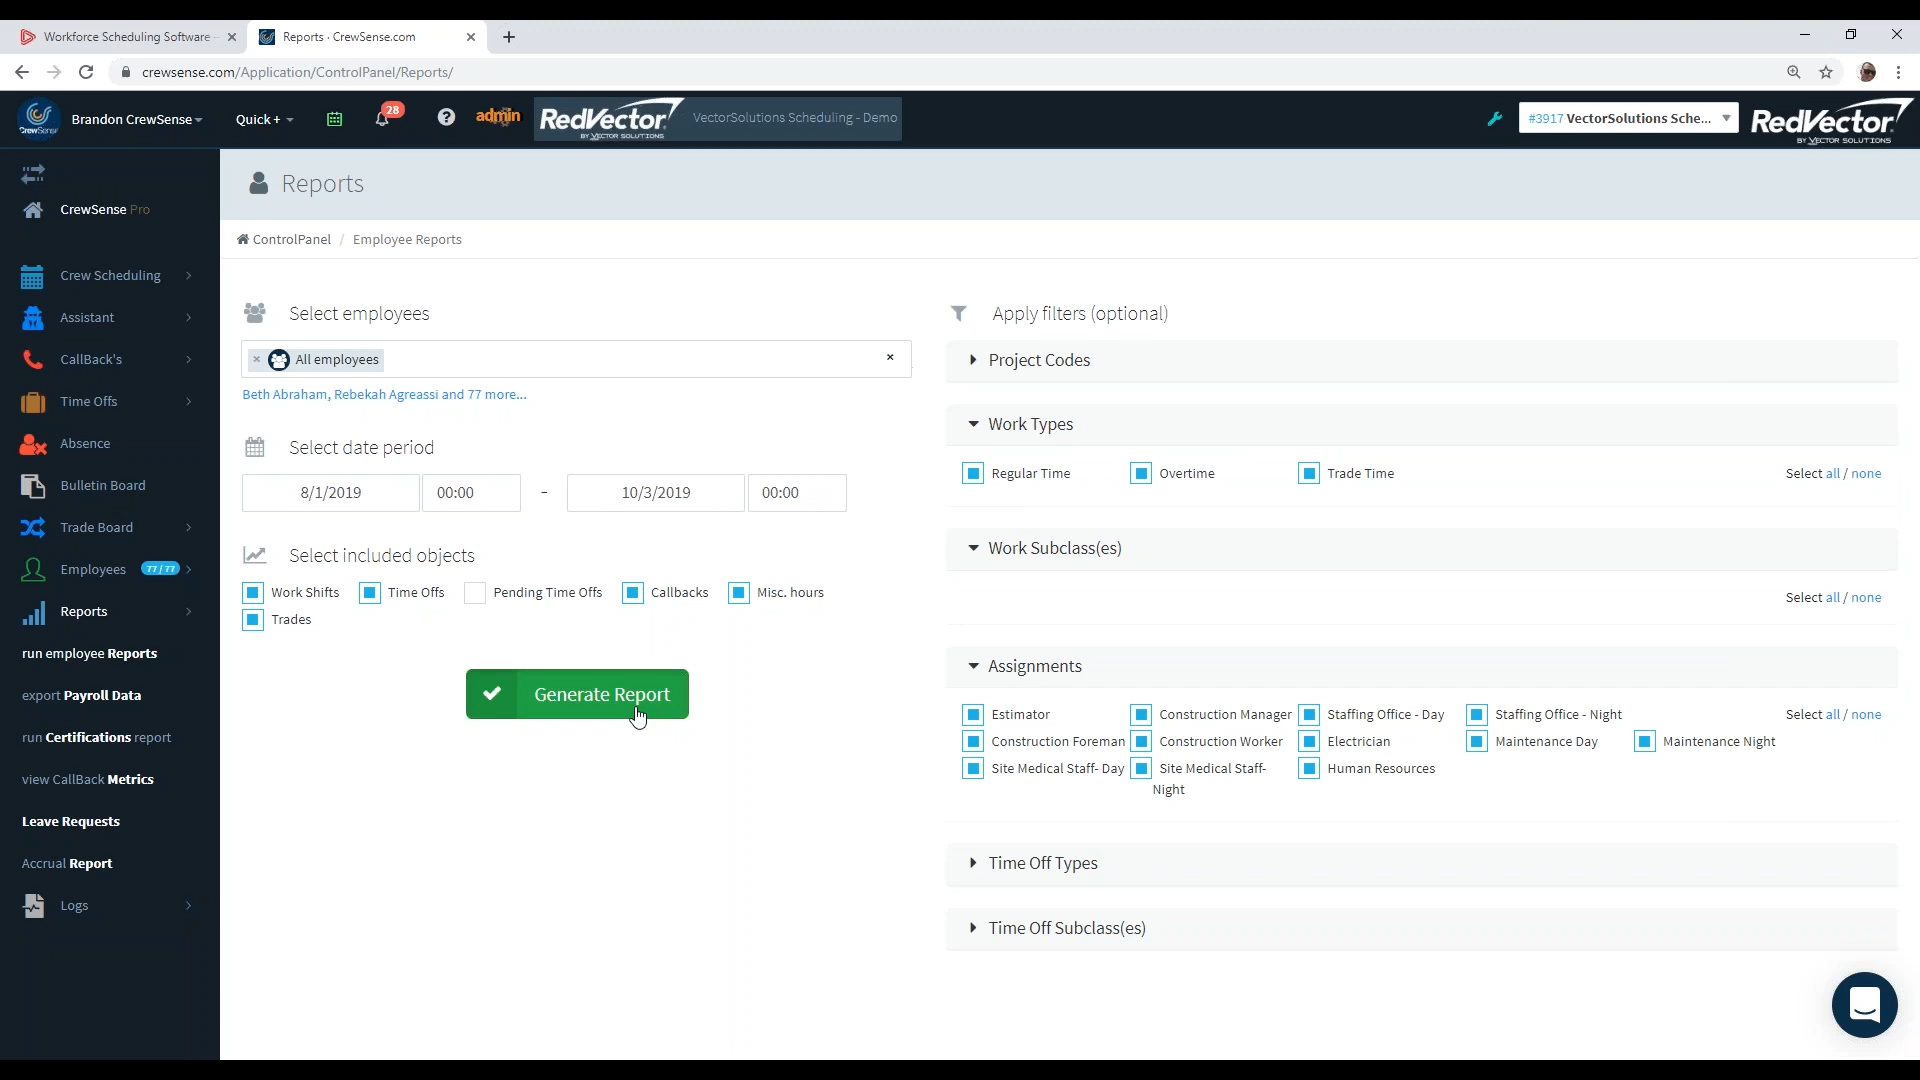 Workforce Scheduling Software -
Reports · CrewSense.com
crewsense.com/Application/ControlPanel/Reports/
CrewSense
Brandon CrewSense
Quick +
28
admin
RedVector
BY VECTOR SOLUTIONS
VectorSolutions Scheduling - Demo
#3917 VectorSolutions Sche...
RedVector
BY VECTOR SOLUTIONS
CrewSense Pro
Crew Scheduling
Assistant
CallBack's
Time Offs
Absence
Bulletin Board
Trade Board
Employees 77/77
Reports
run employee Reports
export Payroll Data
run Certifications report
view CallBack Metrics
Leave Requests
Accrual Report
Logs
Reports
ControlPanel / Employee Reports
Select employees
× All employees ×
Beth Abraham, Rebekah Agreassi and 77 more...
Select date period
8/1/2019 00:00 - 10/3/2019 00:00
Select included objects
Work Shifts Time Offs Pending Time Offs Callbacks Misc. hours
Trades
Generate Report
Apply filters (optional)
Project Codes
Work Types
Regular Time Overtime Trade Time Select all / none
Work Subclass(es)
Select all / none
Assignments
Estimator Construction Manager Staffing Office - Day Staffing Office - Night Select all / none
Construction Foreman Construction Worker Electrician Maintenance Day Maintenance Night
Site Medical Staff- Day Site Medical Staff- Human Resources
Night
Time Off Types
Time Off Subclass(es)